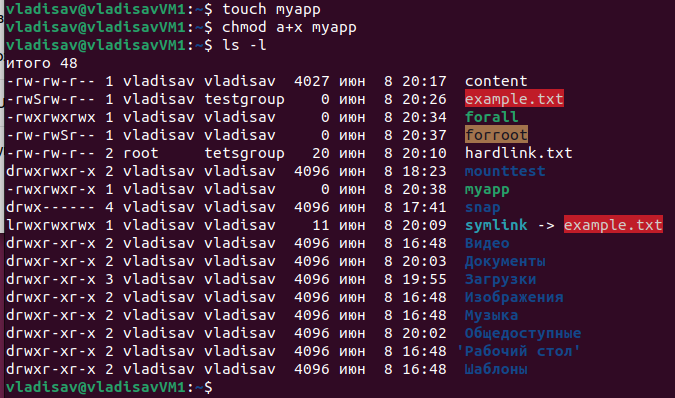 vladisav@vladisavVM1:~$ touch myapp
vladisav@vladisavVM1:~$ chmod a+x myapp
vladisav@vladisavVM1:~$ ls -l
итого 48
-rw-rw-r-- 1 vladisav vladisav 4027 июн  8 20:17 content
-rwSrw-r-- 1 vladisav testgroup    0 июн  8 20:26 example.txt
-rwxrwxrwx 1 vladisav vladisav    0 июн  8 20:34 forall
-rw-rwSr-- 1 vladisav vladisav    0 июн  8 20:37 forroot
-rw-rw-r-- 2 root     tetsgroup   20 июн  8 20:10 hardlink.txt
drwxrwxr-x 2 vladisav vladisav 4096 июн  8 18:23 mounttest
-rwxrwxr-x 1 vladisav vladisav    0 июн  8 20:38 myapp
drwx------ 4 vladisav vladisav 4096 июн  8 17:41 snap
lrwxrwxrwx 1 vladisav vladisav   11 июн  8 20:09 symlink -> example.txt
drwxr-xr-x 2 vladisav vladisav 4096 июн  8 16:48 Видео
drwxr-xr-x 2 vladisav vladisav 4096 июн  8 20:03 Документы
drwxr-xr-x 3 vladisav vladisav 4096 июн  8 19:55 Загрузки
drwxr-xr-x 2 vladisav vladisav 4096 июн  8 16:48 Изображения
drwxr-xr-x 2 vladisav vladisav 4096 июн  8 16:48 Музыка
drwxr-xr-x 2 vladisav vladisav 4096 июн  8 20:02 Общедоступные
drwxr-xr-x 2 vladisav vladisav 4096 июн  8 16:48 'Рабочий стол'
drwxr-xr-x 2 vladisav vladisav 4096 июн  8 16:48 Шаблоны
vladisav@vladisavVM1:~$